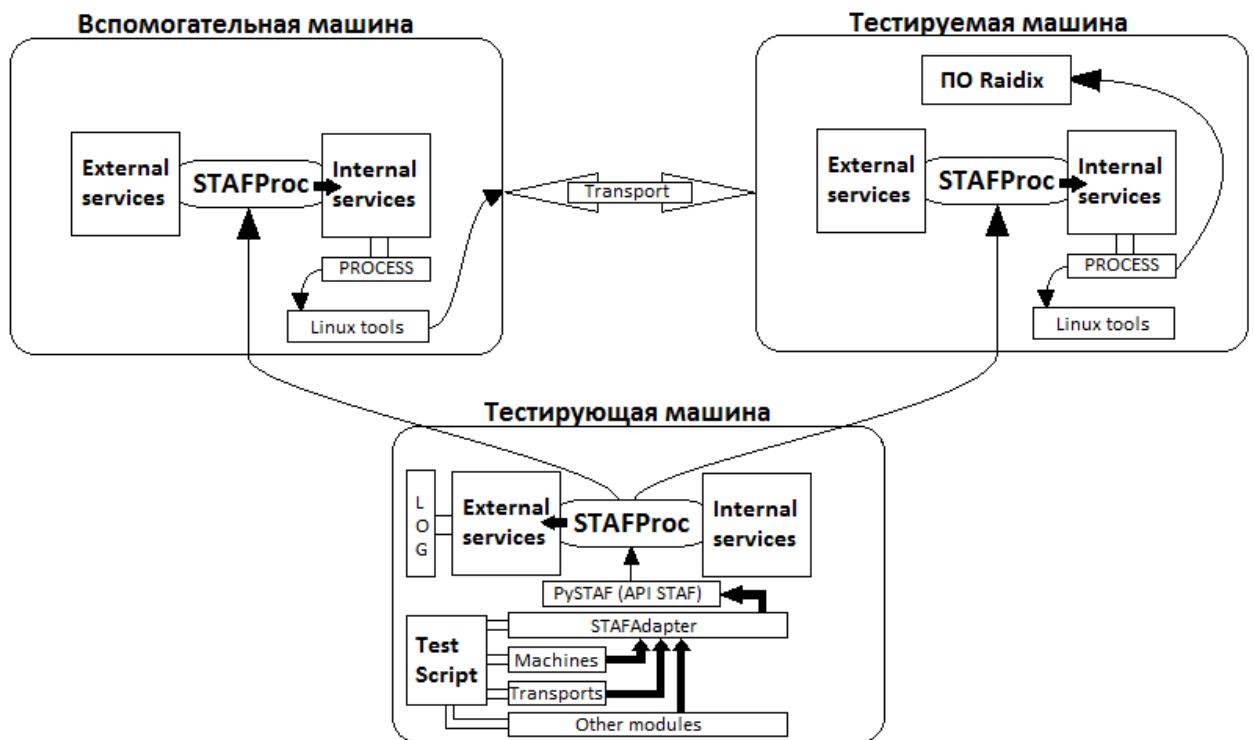 Вспомогательная машина
External
services
STAFProc
Internal
services
PROCESS
Linux tools
Transport
Тестируемая машина
ПО Raidix
External
services
STAFProc
Internal
services
PROCESS
Linux tools
Тестирующая машина
L
O
G
External
services
STAFProc
Internal
services
PySTAF (API STAF)
STAFAdapter
Test
Script
Machines
Transports
Other modules